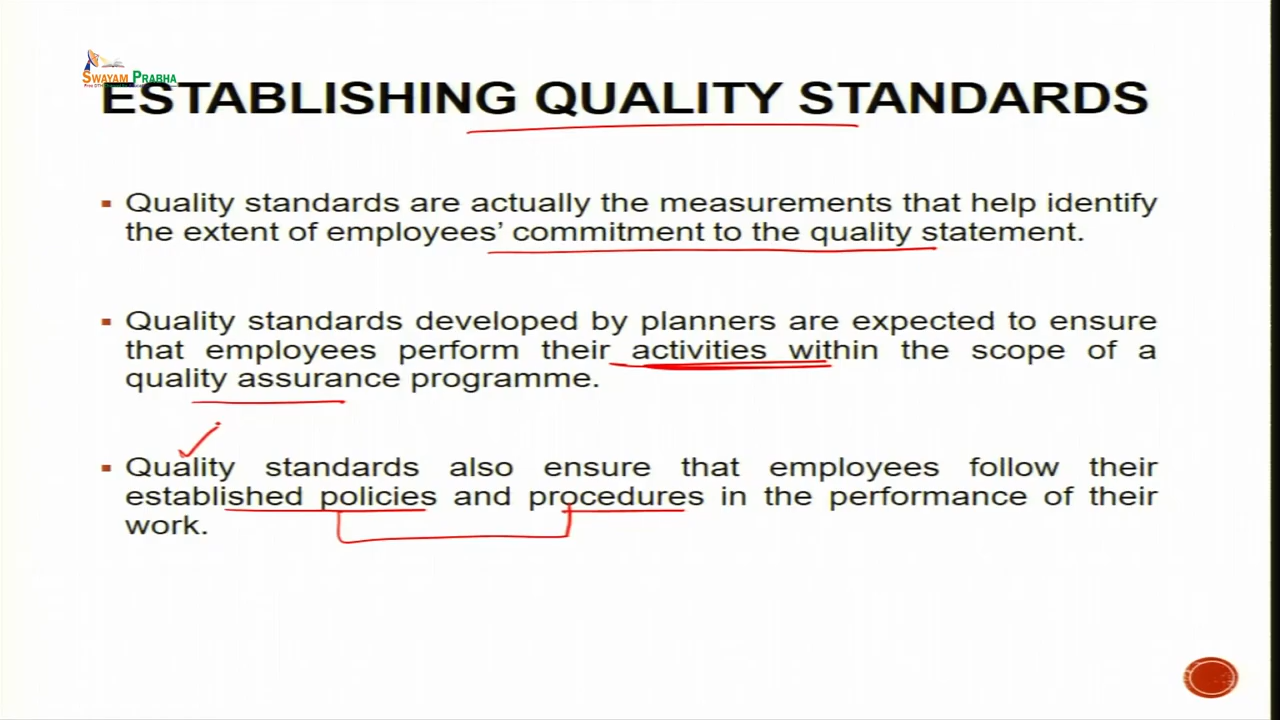 SWAYAM PRABHA
ESTABLISHING QUALITY STANDARDS
Quality standards are actually the measurements that help identify
the extent of employees' commitment to the quality statement.
Quality standards developed by planners are expected to ensure
that employees perform their activities within the scope of a
quality assurance programme.
Quality standards also ensure that employees follow their
established policies and procedures in the performance of their
work.